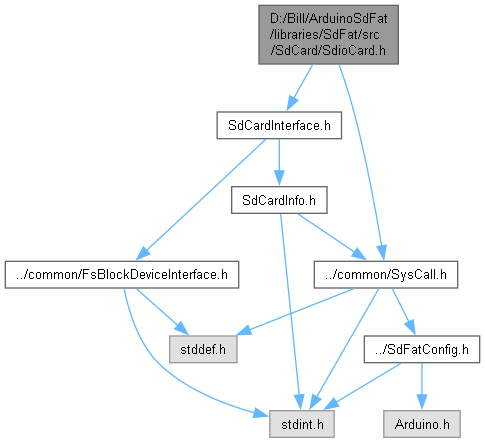 D:/Bill/ArduinoSdFat
/libraries/SdFat/src
/SdCard/SdioCard.h
SdCardInterface.h
SdCardInfo.h
../common/FsBlockDeviceInterface.h
../common/SysCall.h
stddef.h
../SdFatConfig.h
stdint.h
Arduino.h